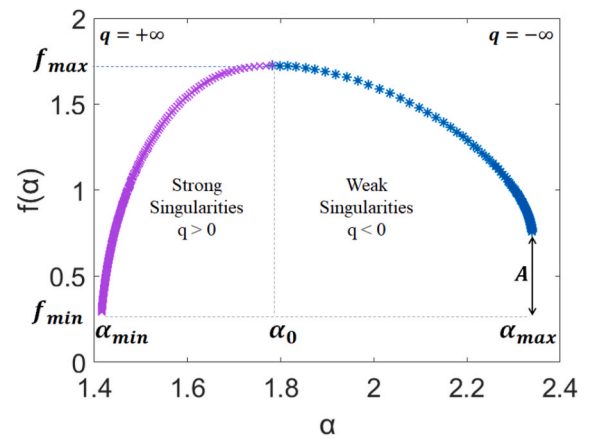 2
q = +∞
q = −∞
f_max
1.5
Strong
Singularities
q > 0
Weak
Singularities
q < 0
1
f(α)
0.5
A
f_min
α_min
α_0
α_max
0
1.4
1.6
1.8
2
2.2
2.4
α